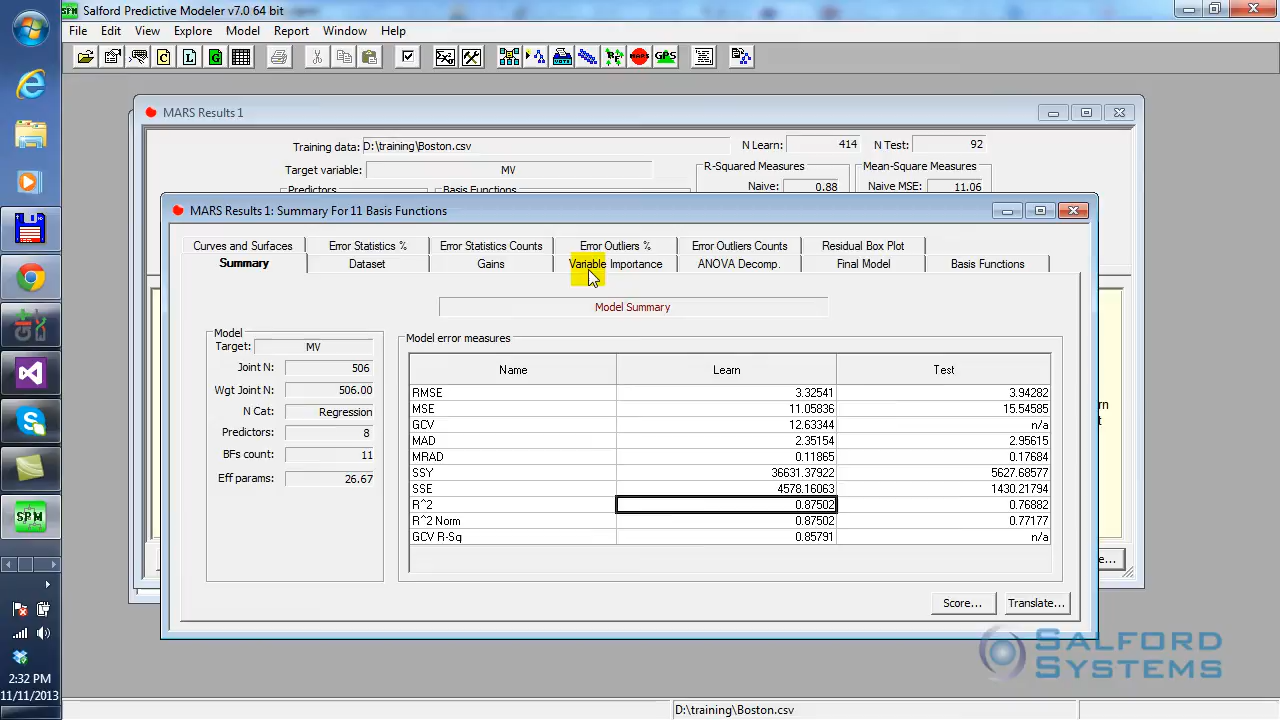 Salford Predictive Modeler v7.0 64 bit
File Edit View Explore Model Report Window Help
MARS Results 1
Training data: D:\training\Boston.csv
N Learn: 414 N Test: 92
Target variable: MV
R-Squared Measures
Mean-Square Measures
Predictors
Basis Functions
Naive: 0.88
Naive MSE: 11.06
MARS Results 1: Summary For 11 Basis Functions
Curves and Surfaces Error Statistics % Error Statistics Counts Error Outliers % Error Outliers Counts Residual Box Plot
Summary Dataset Gains Variable Importance ANOVA Decomp. Final Model Basis Functions
Model Summary
Model
Target: MV
Joint N: 506
Wgt Joint N: 506.00
N Cat: Regression
Predictors: 8
BFs count: 11
Eff params: 26.67
Model error measures
Name Learn Test
RMSE 3.32541 3.94282
MSE 11.05836 15.54585
GCV 12.63344 n/a
MAD 2.35154 2.95615
MRAD 0.11865 0.17684
SSY 36631.37922 5627.68577
SSE 4578.16063 1430.21794
R^2 0.87502 0.76882
R^2 Norm 0.87502 0.77177
GCV R-Sq 0.85791 n/a
Score... Translate...
SPM
2:32 PM
11/11/2013
SALFORD
SYSTEMS
D:\training\Boston.csv